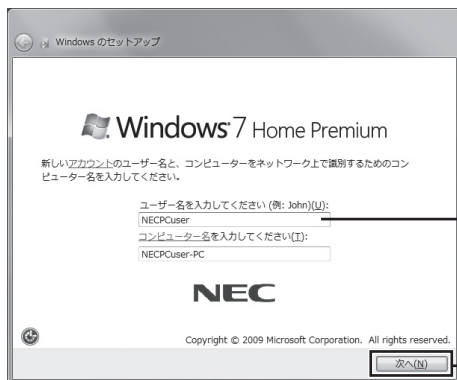 Windows のセットアップ
Windows 7 Home Premium
新しいアカウントのユーザー名と、コンピューターをネットワーク上で識別するためのコン
ピューター名を入力してください。
ユーザー名を入力してください (例: John)(U):
NECPCuser
コンピューター名を入力してください(T):
NECPCuser-PC
NEC
Copyright © 2009 Microsoft Corporation. All rights reserved.
次へ(N)